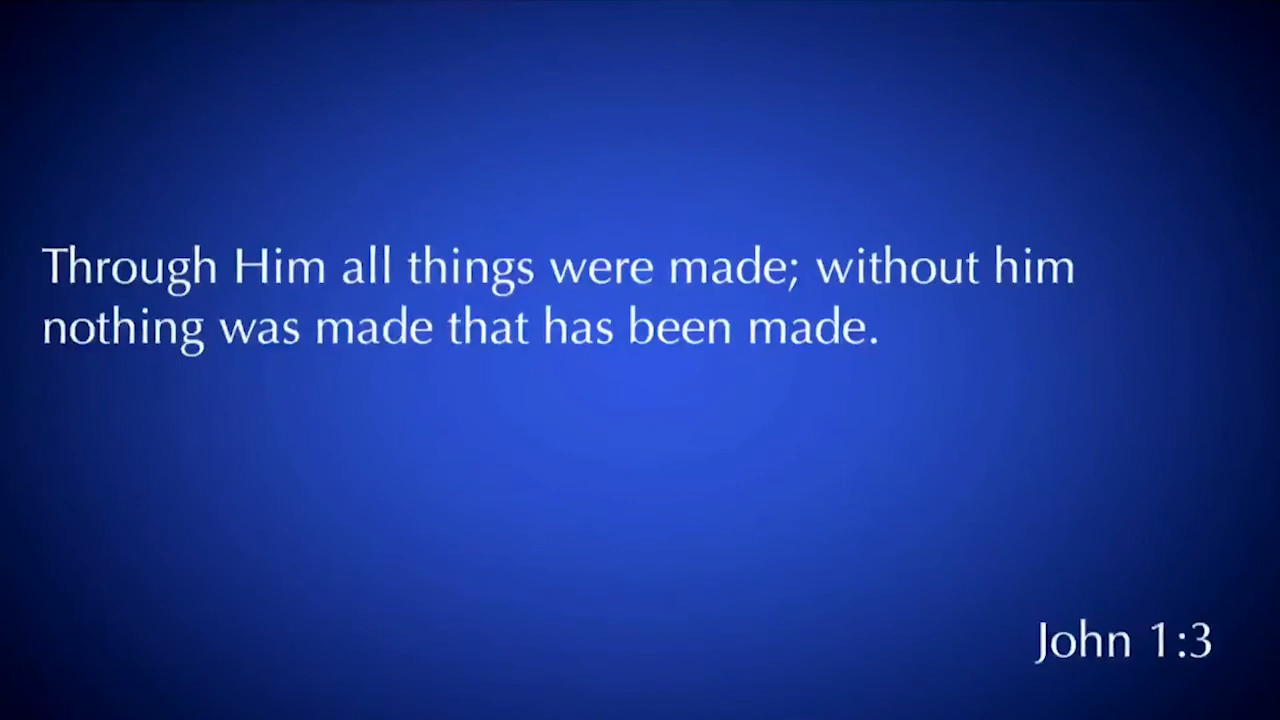 Through Him all things were made; without him
nothing was made that has been made.
John 1:3